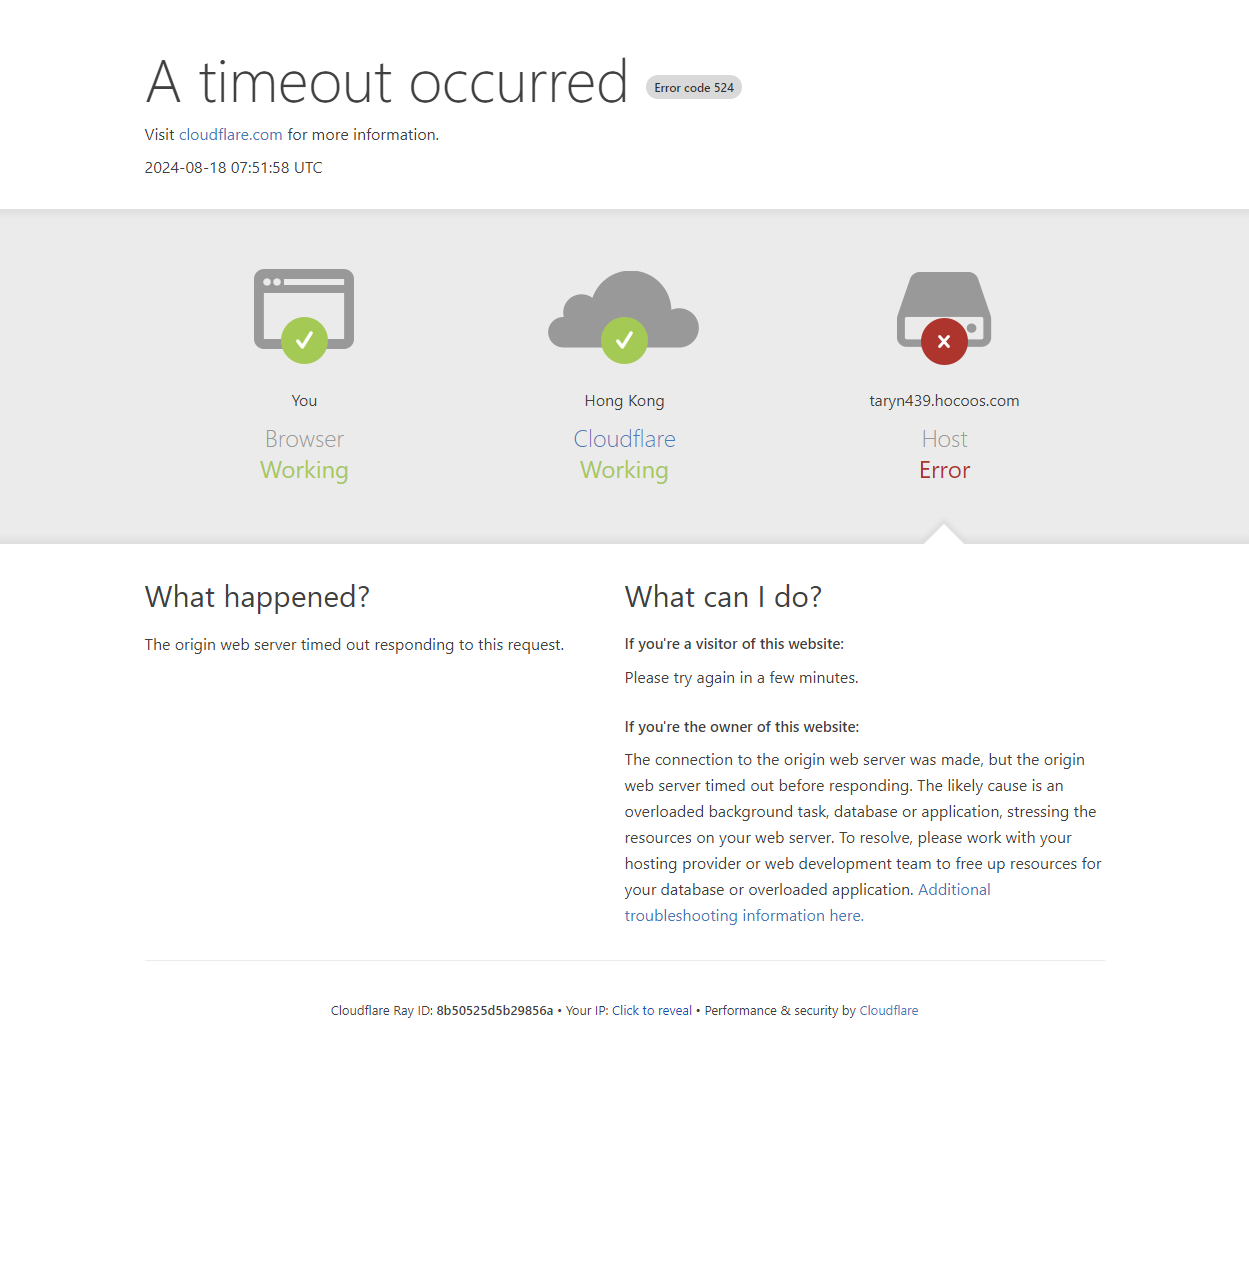 A timeout occurred Error code 524
Visit cloudflare.com for more information.
2024-08-18 07:51:58 UTC
You
Browser
Working
Hong Kong
Cloudflare
Working
taryn439.hocoos.com
Host
Error
What happened?
The origin web server timed out responding to this request.
What can I do?
If you're a visitor of this website:
Please try again in a few minutes.
If you're the owner of this website:
The connection to the origin web server was made, but the origin
web server timed out before responding. The likely cause is an
overloaded background task, database or application, stressing the
resources on your web server. To resolve, please work with your
hosting provider or web development team to free up resources for
your database or overloaded application. Additional
troubleshooting information here.
Cloudflare Ray ID: 8b50525d5b29856a • Your IP: Click to reveal • Performance & security by Cloudflare